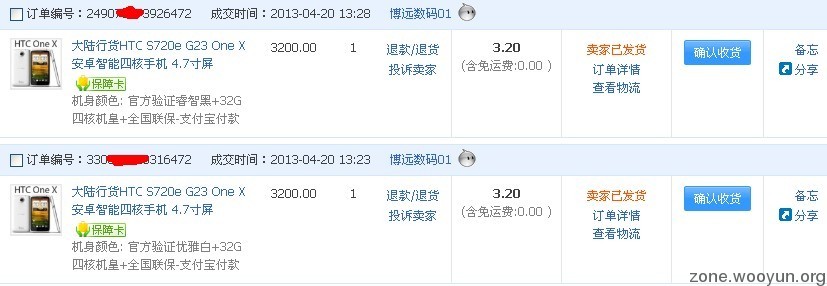 订单编号：2490 3926472 成交时间：2013-04-20 13:28 博远数码01
HTC One X
大陆行货HTC S720e G23 One X 3200.00 1 退款/退货 3.20 卖家已发货 确认收货 备忘
安卓智能四核手机 4.7寸屏 投诉卖家 (含免运费:0.00 ) 订单详情 分享
保障卡 查看物流
机身颜色: 官方验证睿智黑+32G
四核机皇+全国联保-支付宝付款
订单编号：330 316472 成交时间：2013-04-20 13:23 博远数码01
HTC One X
大陆行货HTC S720e G23 One X 3200.00 1 退款/退货 3.20 卖家已发货 确认收货 备忘
安卓智能四核手机 4.7寸屏 投诉卖家 (含免运费:0.00 ) 订单详情 分享
保障卡 查看物流
机身颜色: 官方验证优雅白+32G
四核机皇+全国联保-支付宝付款
zone.wooyun.org